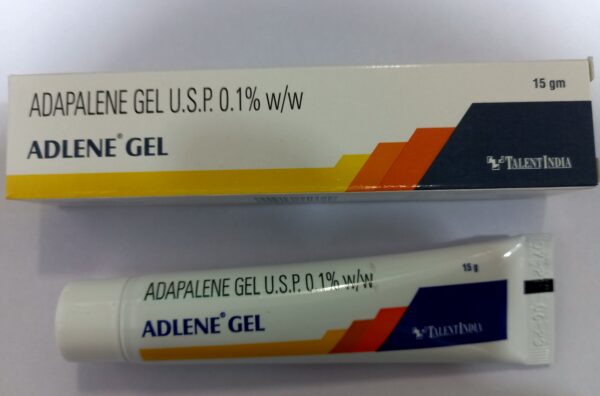 ADAPALENE GEL U.S.P. 0.1% w/w
15 gm
ADLENE® GEL
TALENTINDIA
ADAPALENE GEL U.S.P. 0.1% w/w
15 g
ADLENE® GEL
TALENTINDIA